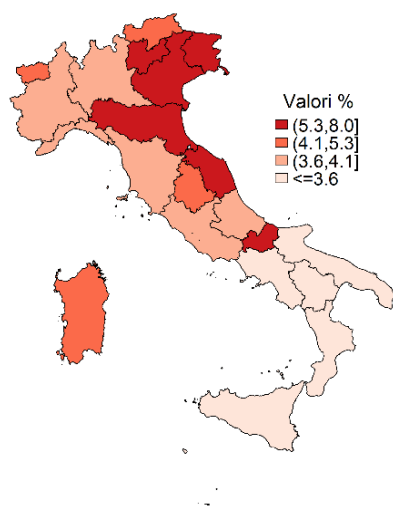 Valori %
(5.3,8.0]
(4.1,5.3]
(3.6,4.1]
<=3.6